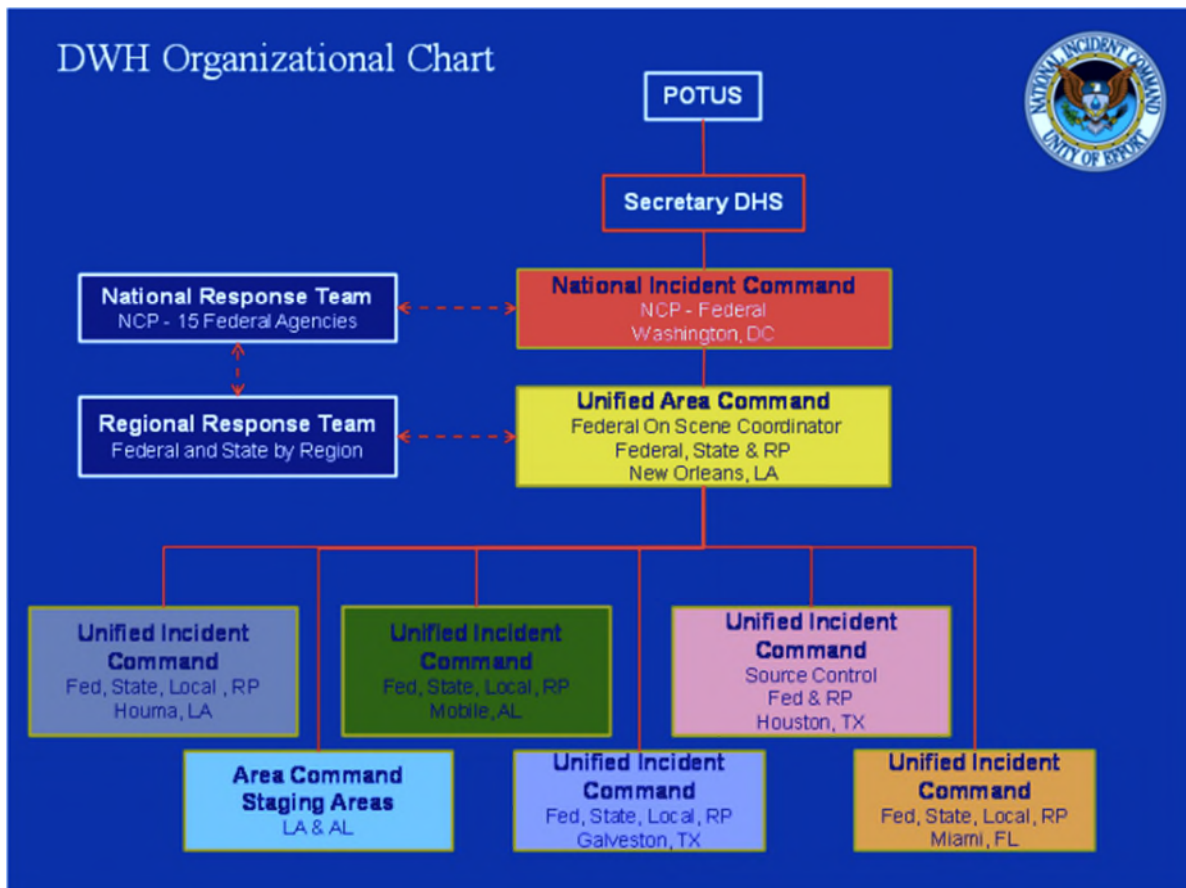 DWH Organizational Chart
NATIONAL INCIDENT COMMAND
UNITY OF EFFORT
POTUS
Secretary DHS
National Incident Command
NCP - Federal
Washington, DC
National Response Team
NCP - 15 Federal Agencies
Unified Area Command
Federal On Scene Coordinator
Federal, State & RP
New Orleans, LA
Regional Response Team
Federal and State by Region
Unified Incident
Command
Fed, State, Local , RP
Houma, LA
Unified Incident
Command
Fed, State, Local, RP
Mobile, AL
Unified Incident
Command
Source Control
Fed & RP
Houston, TX
Area Command
Staging Areas
LA & AL
Unified Incident
Command
Fed, State, Local, RP
Galveston, TX
Unified Incident
Command
Fed, State, Local, RP
Miami, FL